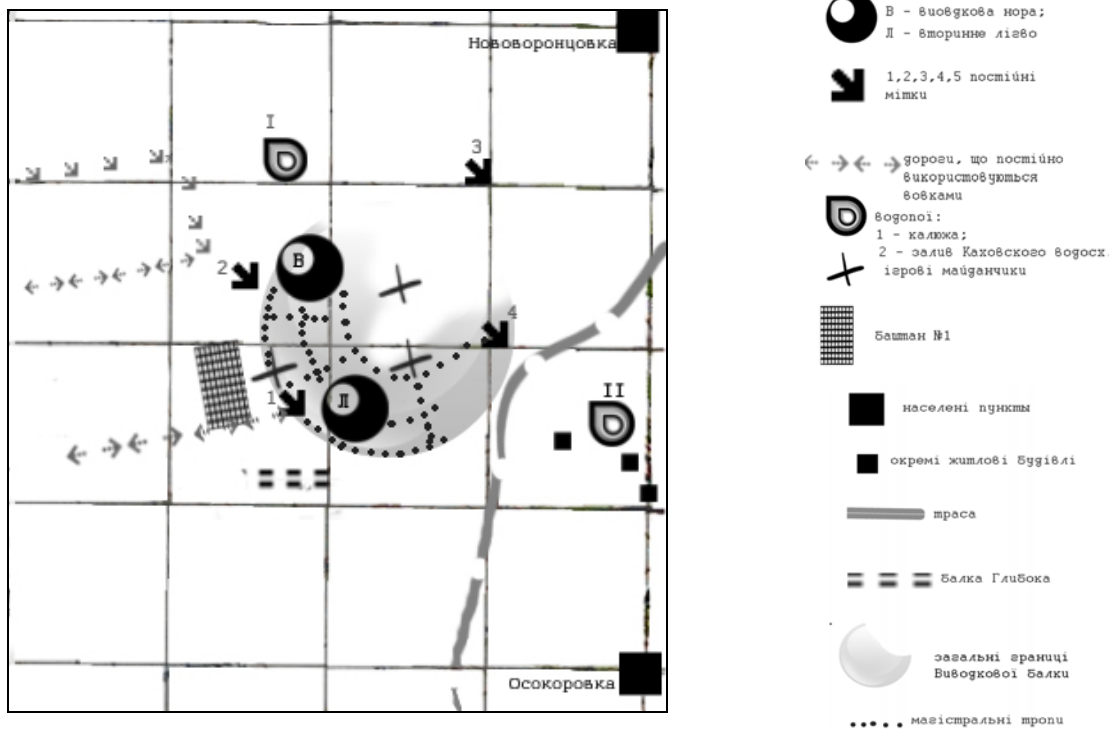 Нововоронцовка
I
3
В
2
4
Л
1
II
Осокоровка
В - виовдкова нора;
Л - вторинне лігво
1,2,3,4,5 постійні
мітки
дороги, що постійно
використовуються
вовками
водопої:
1 - калюжа;
2 - залив Каховского водосх.
ігрові майданчики
баштан №1
населені пункты
окремі житлові будівлі
траса
балка Глибока
загальні границі
Виводкової балки
магістральні тропи